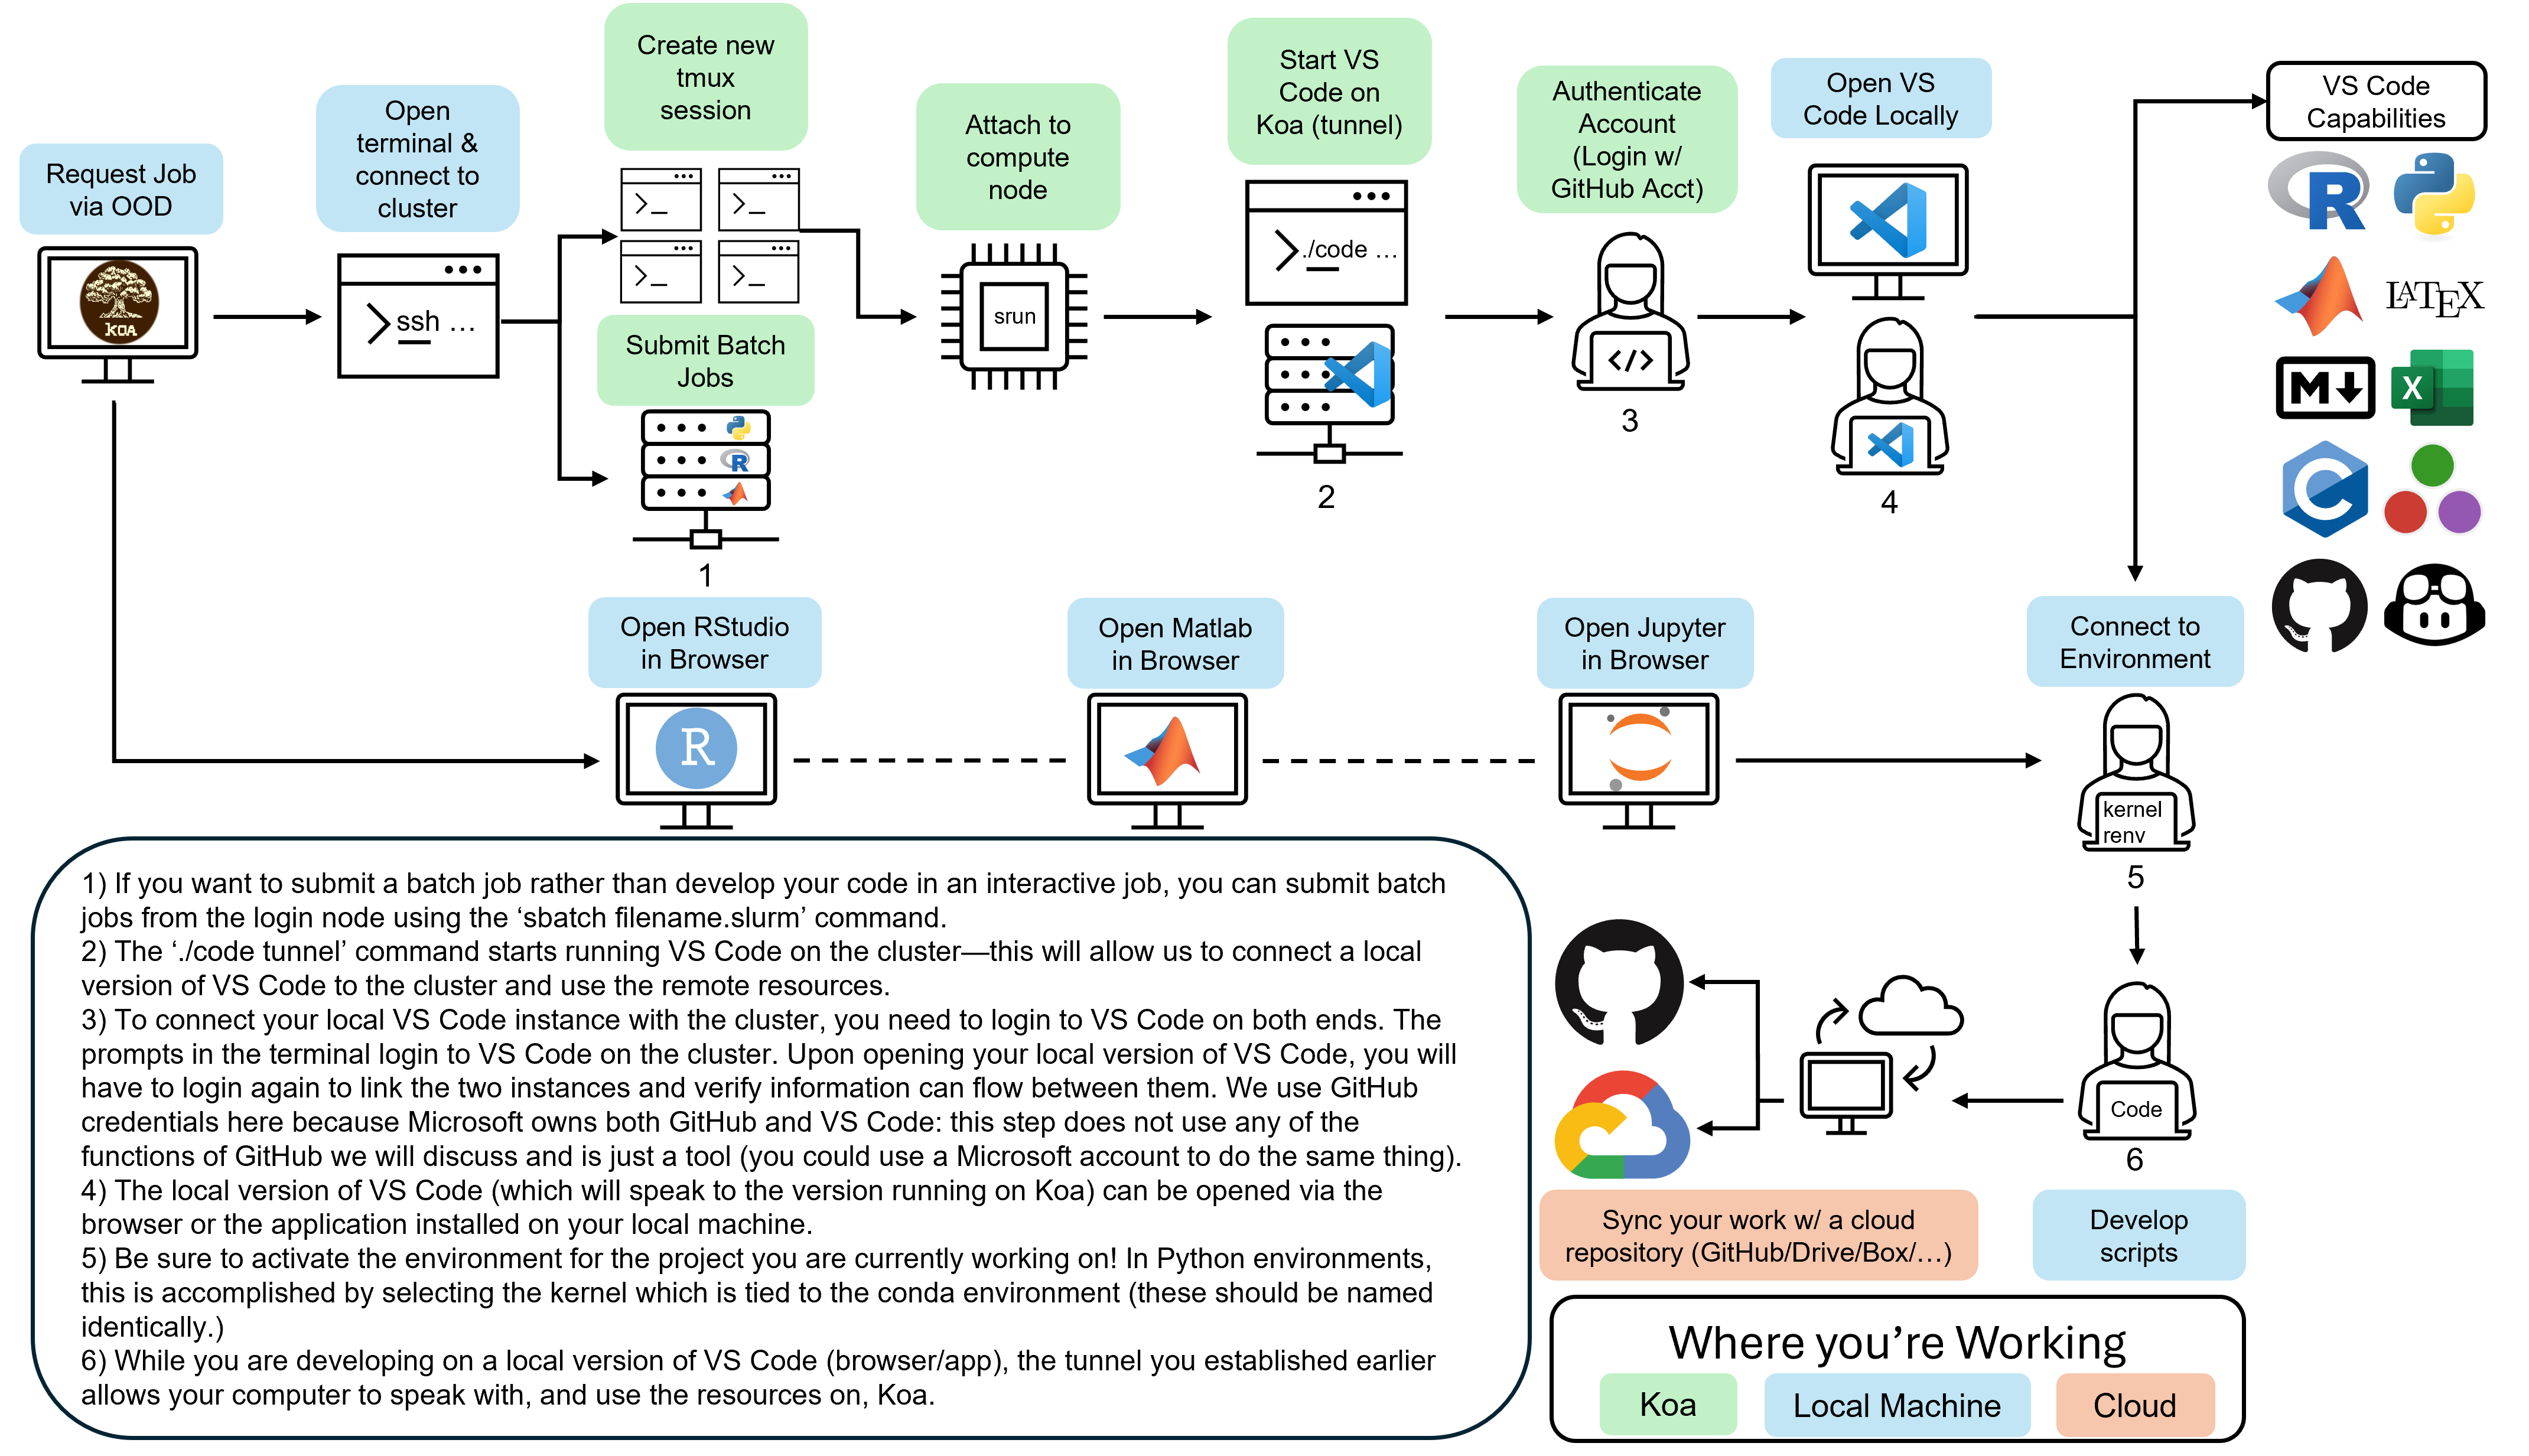 Request Job
via OOD
KOA
Open
terminal &
connect to
cluster
ssh ...
Create new
tmux
session
Submit Batch
Jobs
R
1
Attach to
compute
node
srun
Start VS
Code on
Koa (tunnel)
./code ...
2
Authenticate
Account
(Login w/
GitHub Acct)
</>
3
Open VS
Code Locally
4
VS Code
Capabilities
R
LATEX
M
X
C
Open RStudio
in Browser
R
Open Matlab
in Browser
Open Jupyter
in Browser
Connect to
Environment
kernel
renv
5
Code
6
Develop
scripts
Sync your work w/ a cloud
repository (GitHub/Drive/Box/…)
1) If you want to submit a batch job rather than develop your code in an interactive job, you can submit batch
jobs from the login node using the ‘sbatch filename.slurm’ command.
2) The ‘./code tunnel’ command starts running VS Code on the cluster—this will allow us to connect a local
version of VS Code to the cluster and use the remote resources.
3) To connect your local VS Code instance with the cluster, you need to login to VS Code on both ends. The
prompts in the terminal login to VS Code on the cluster. Upon opening your local version of VS Code, you will
have to login again to link the two instances and verify information can flow between them. We use GitHub
credentials here because Microsoft owns both GitHub and VS Code: this step does not use any of the
functions of GitHub we will discuss and is just a tool (you could use a Microsoft account to do the same thing).
4) The local version of VS Code (which will speak to the version running on Koa) can be opened via the
browser or the application installed on your local machine.
5) Be sure to activate the environment for the project you are currently working on! In Python environments,
this is accomplished by selecting the kernel which is tied to the conda environment (these should be named
identically.)
6) While you are developing on a local version of VS Code (browser/app), the tunnel you established earlier
allows your computer to speak with, and use the resources on, Koa.
Where you’re Working
Koa
Local Machine
Cloud